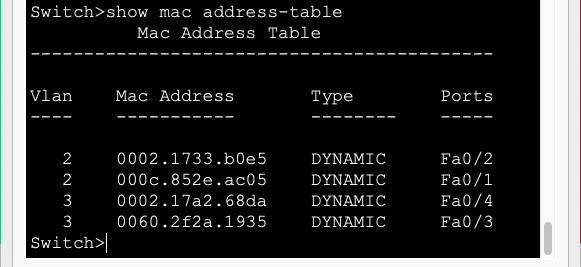 Switch>show mac address-table
Mac Address Table
-------------------------------------------
Vlan Mac Address Type Ports
---- ----------- -------- -----
2 0002.1733.b0e5 DYNAMIC Fa0/2
2 000c.852e.ac05 DYNAMIC Fa0/1
3 0002.17a2.68da DYNAMIC Fa0/4
3 0060.2f2a.1935 DYNAMIC Fa0/3
Switch>